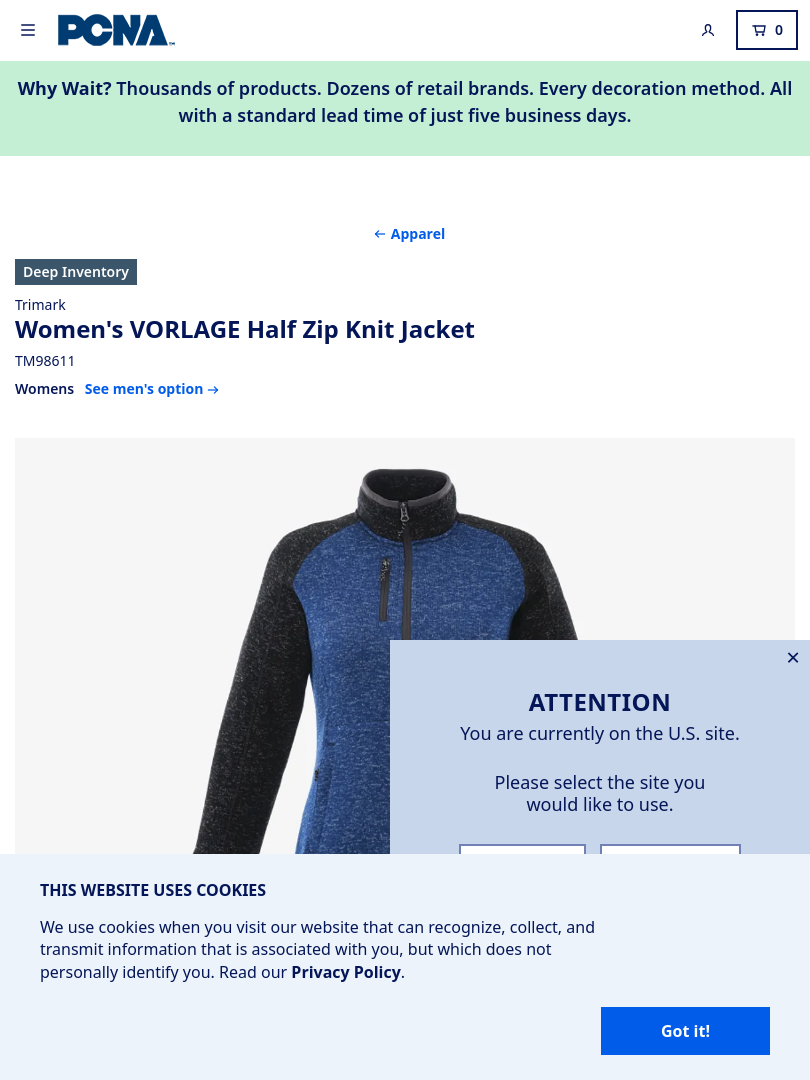 PCNA
0
Why Wait? Thousands of products. Dozens of retail brands. Every decoration method. All
with a standard lead time of just five business days.
← Apparel
Deep Inventory
Trimark
Women's VORLAGE Half Zip Knit Jacket
TM98611
Womens See men's option →
ATTENTION
You are currently on the U.S. site.
Please select the site you
would like to use.
THIS WEBSITE USES COOKIES
We use cookies when you visit our website that can recognize, collect, and
transmit information that is associated with you, but which does not
personally identify you. Read our Privacy Policy.
Got it!